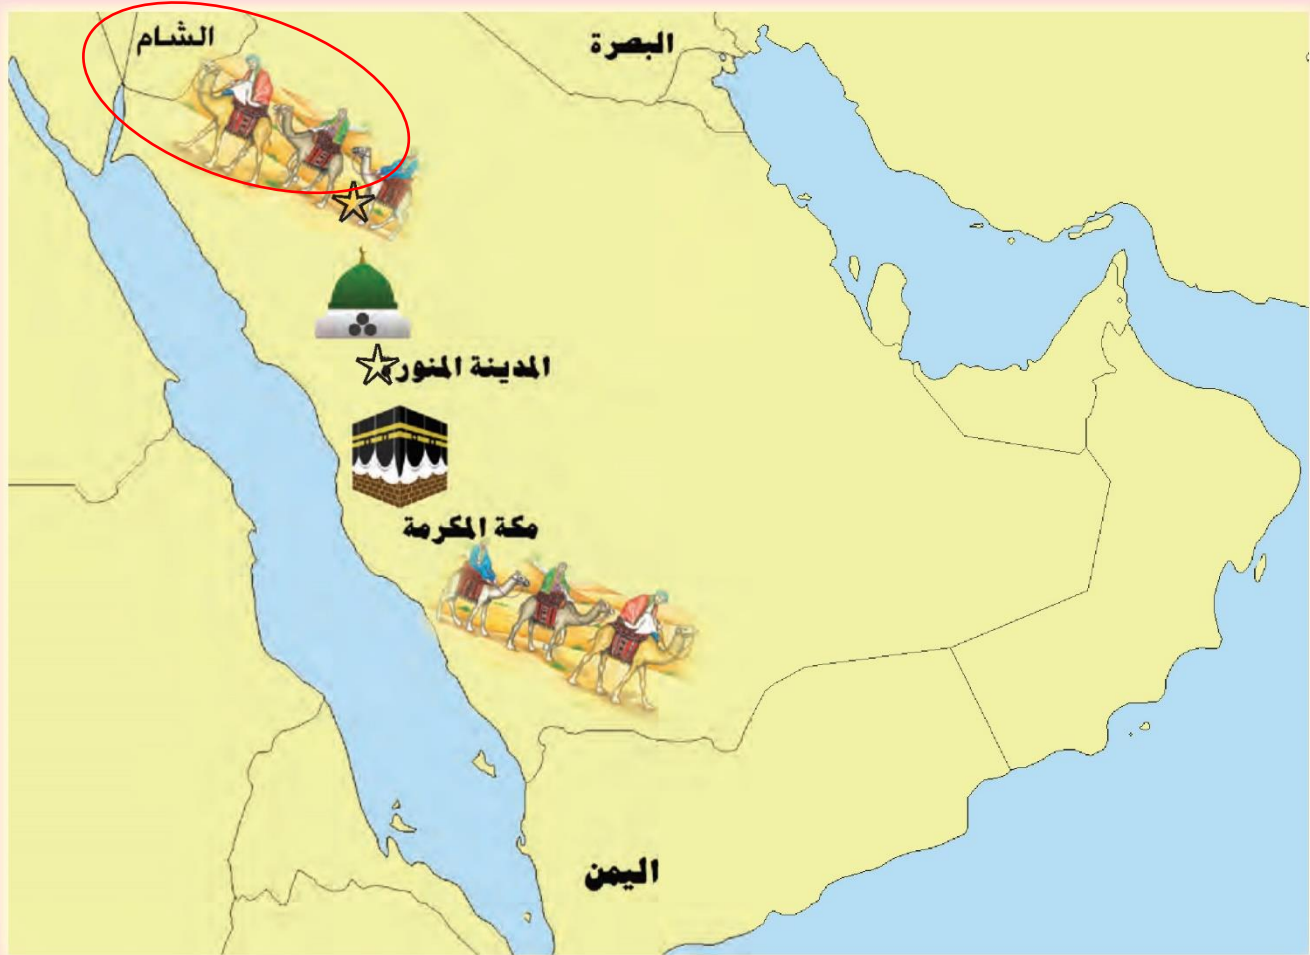 الشام
البصرة
المدينة المنورة
مكة المكرمة
اليمن